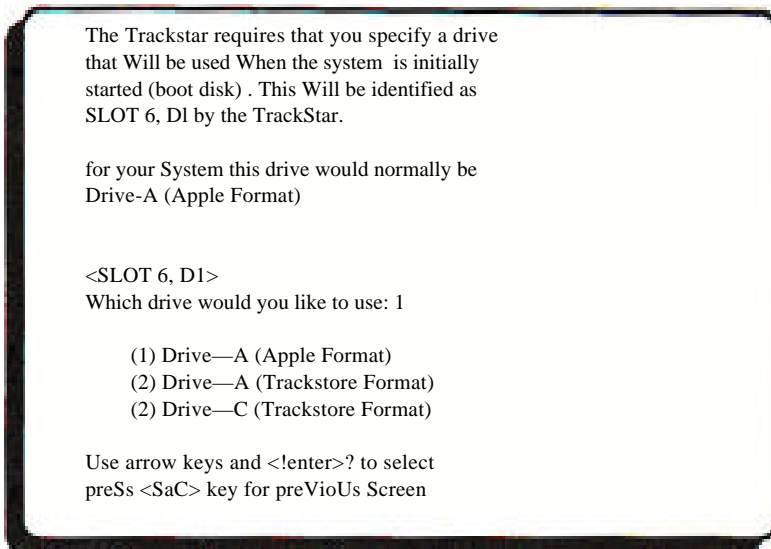 The Trackstar requires that you specify a drive
that Will be used When the system is initially
started (boot disk) . This Will be identified as
SLOT 6, Dl by the TrackStar.
for your System this drive would normally be
Drive-A (Apple Format)
<SLOT 6, D1>
Which drive would you like to use: 1
(1) Drive—A (Apple Format)
(2) Drive—A (Trackstore Format)
(2) Drive—C (Trackstore Format)
Use arrow keys and <!enter>? to select
preSs <SaC> key for preVioUs Screen